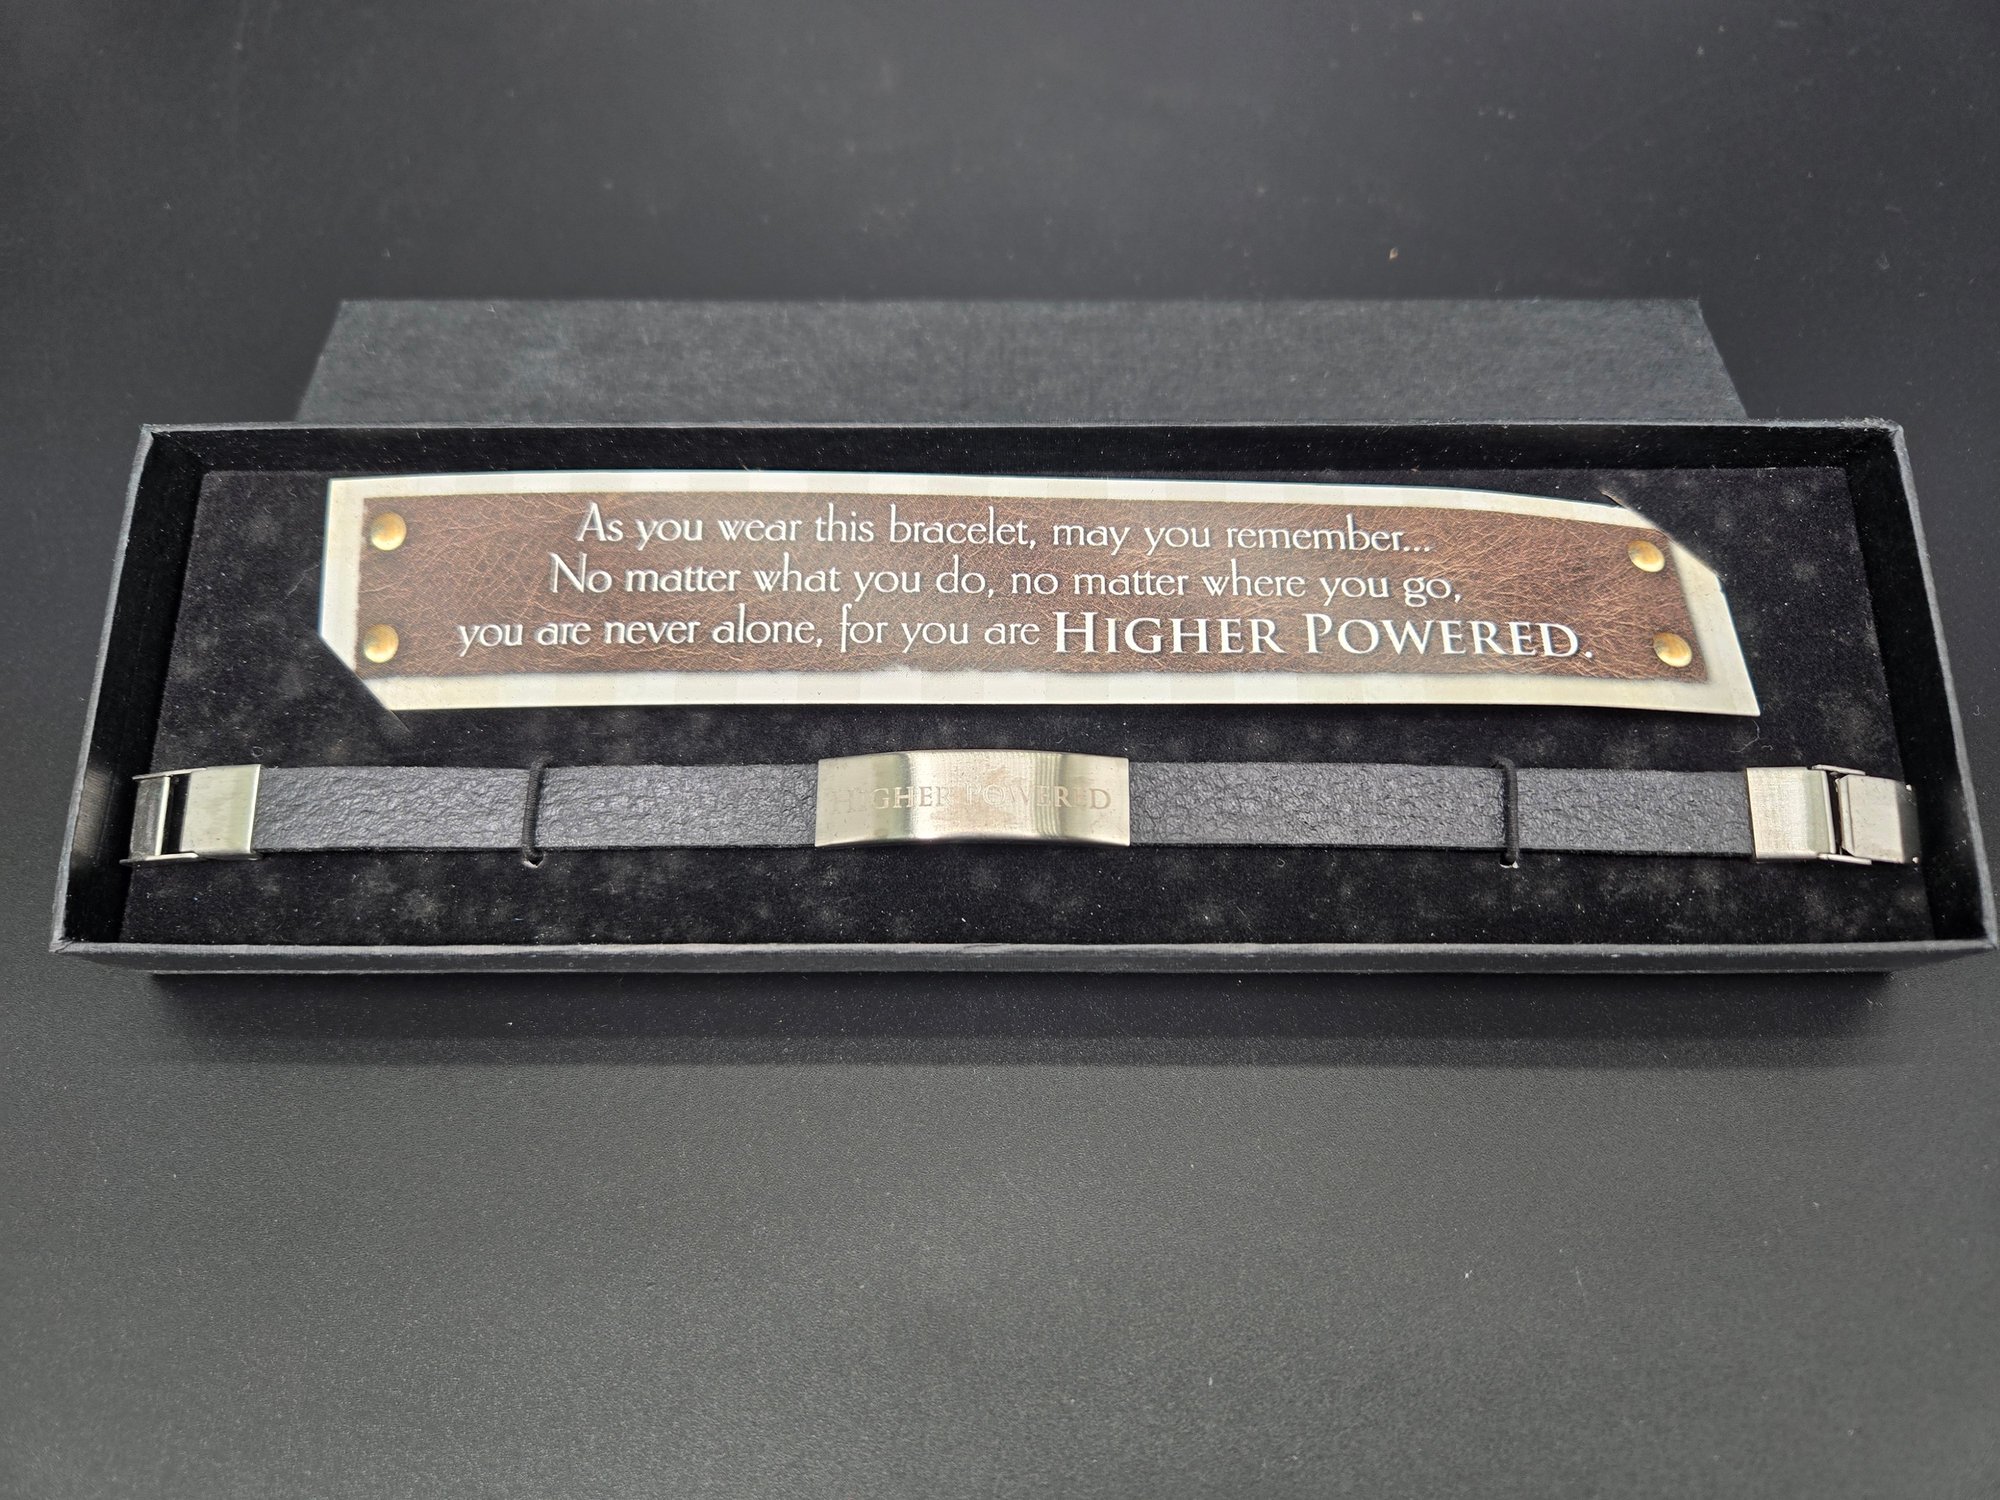 As you wear this bracelet, may you remember...
No matter what you do, no matter where you go,
you are never alone, for you are HIGHER POWERED.
HIGHER POWERED